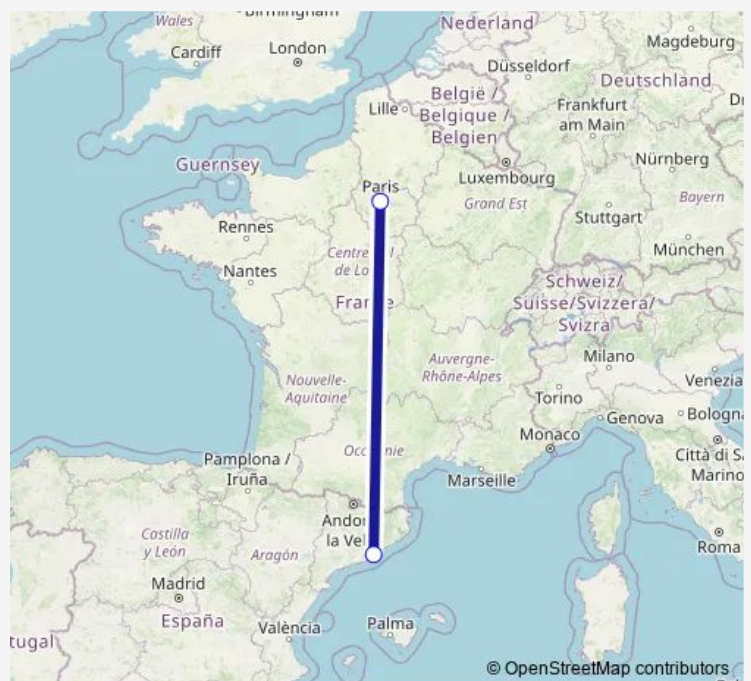 Birmingham
Nederland
Wales
Magdeburg
Cardiff
London
Düsseldorf
Deutschland
België /
Belgique /
Belgien
Lille
Frankfurt
am Main
Guernsey
Nürnberg
Luxembourg
Paris
Grand Est
Bayern
Stuttgart
Rennes
München
Centre
de Lo
Nantes
Schweiz/
Suisse/Svizzera/
Svizra
France
Milano
Auvergne-
Rhône-Alpes
Nouvelle-
Aquitaine
Venezia
Torino
Genova
Bologna
Monaco
Occitanie
Pamplona /
Iruña
Città di S
Marino
Marseille
Andor
la Vel
Castilla
y León
Aragón
Roma
Madrid
España
València
Palma
tugal
© OpenStreetMap contributors